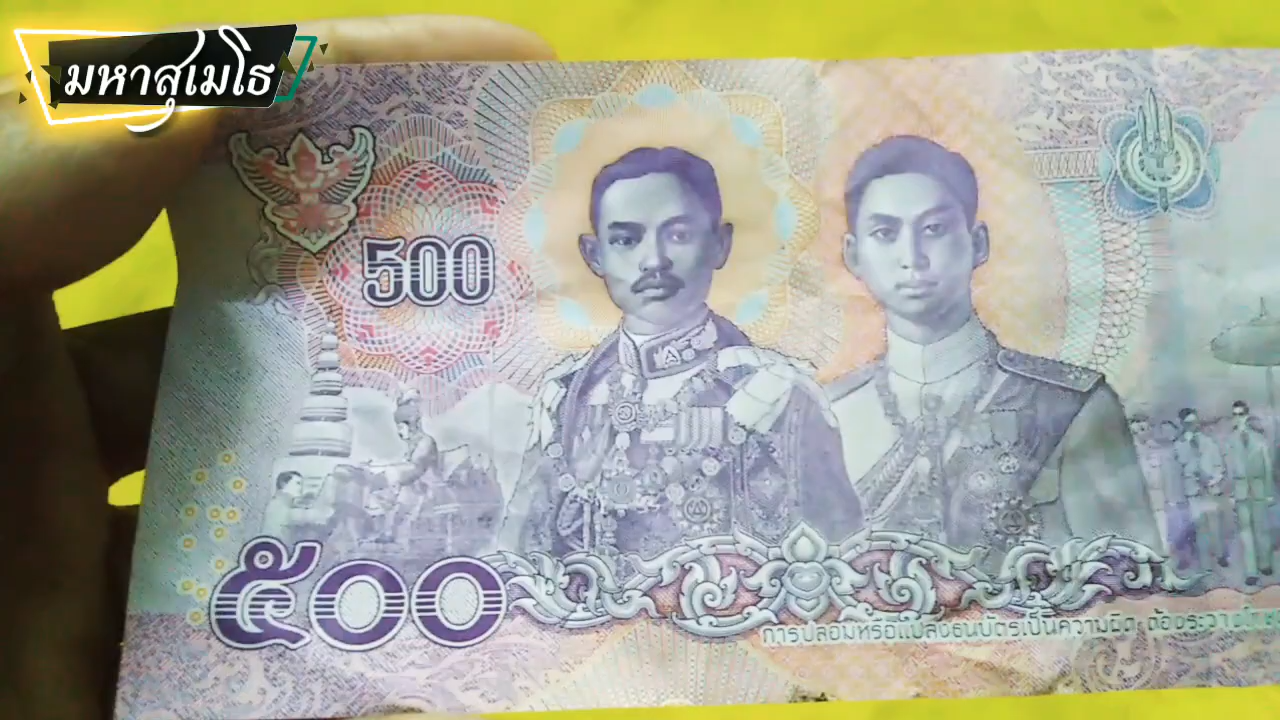 มหาสุเมโธ
500
๕๐๐
การปลอมหรือแปลงธนบัตรเป็นความผิด ต้องระวาง